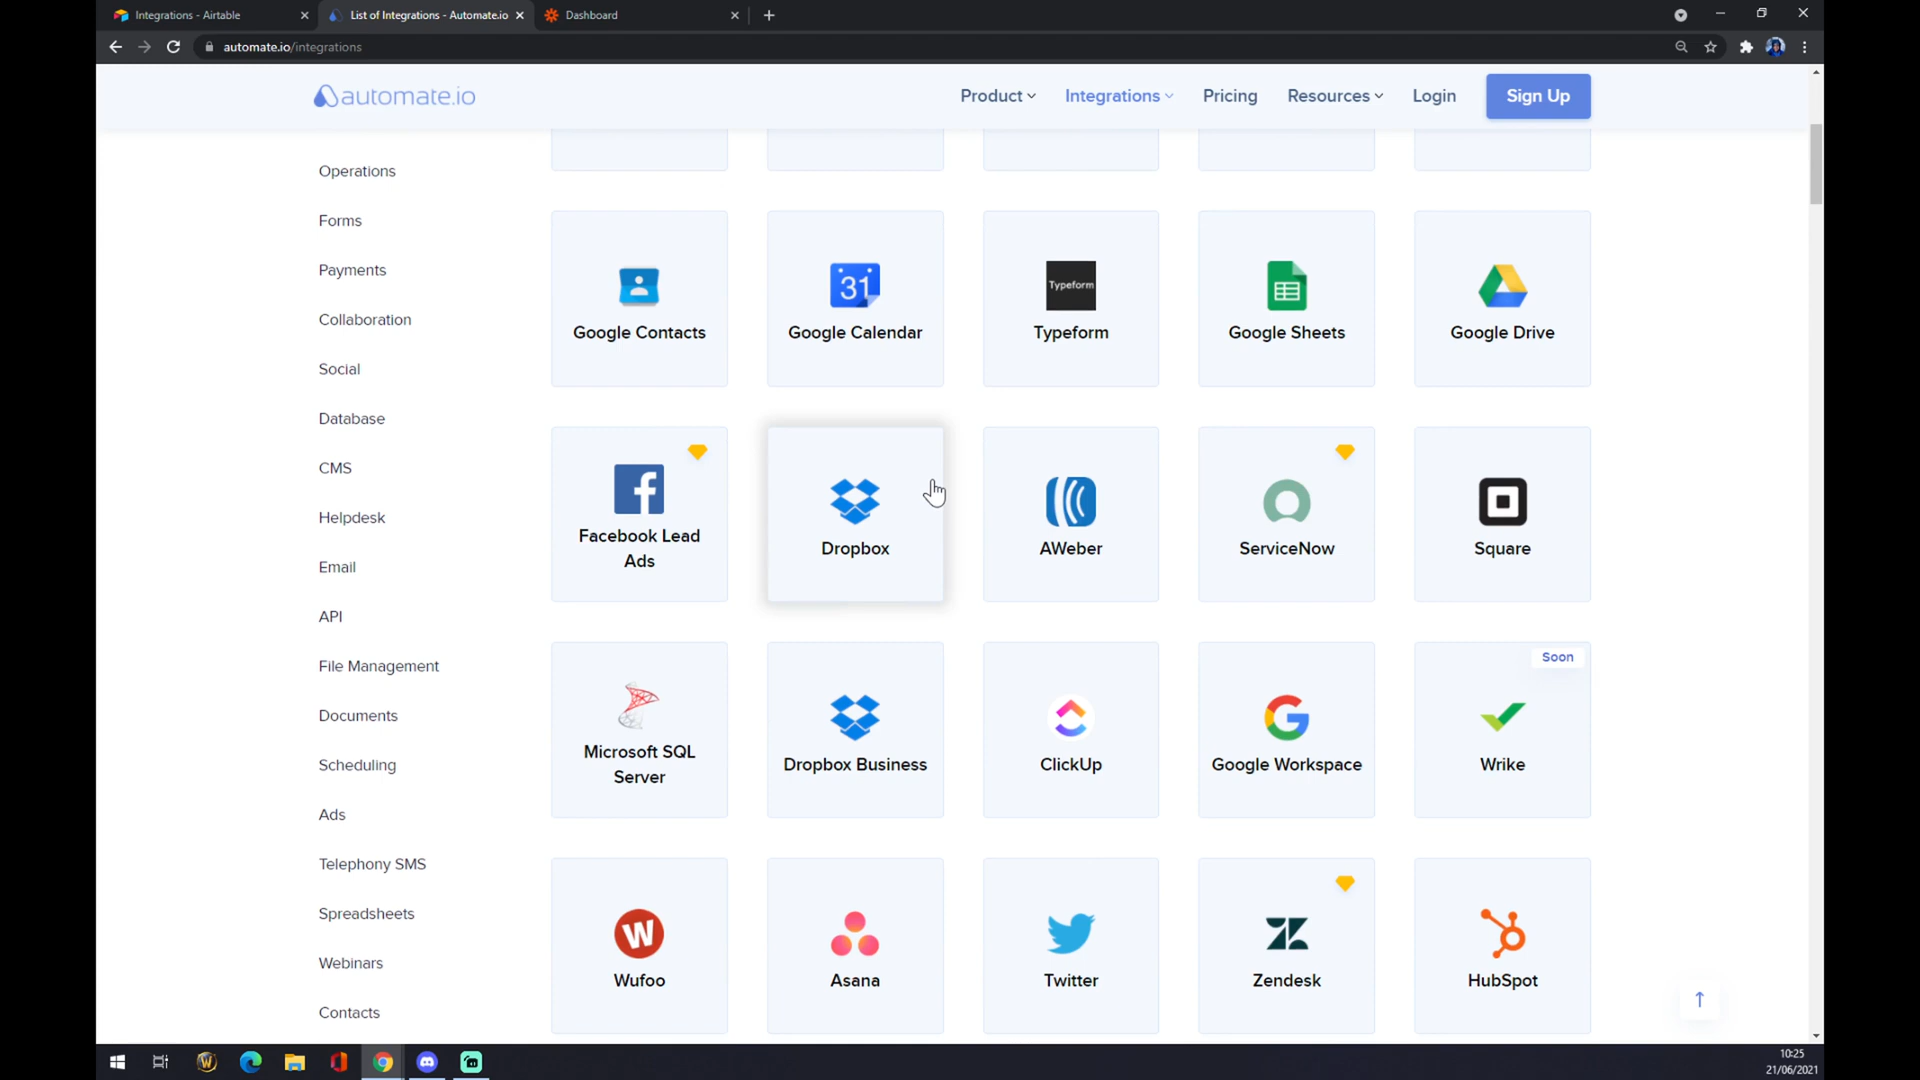 Integrations - Airtable
List of Integrations - Automate.io
Dashboard
automate.io/integrations
automate.io
Product
Integrations
Pricing
Resources
Login
Sign Up
Operations
Forms
Payments
Collaboration
Social
Database
CMS
Helpdesk
Email
API
File Management
Documents
Scheduling
Ads
Telephony SMS
Spreadsheets
Webinars
Contacts
Google Contacts
31
Google Calendar
Typeform
Typeform
Google Sheets
Google Drive
Facebook Lead
Ads
Dropbox
AWeber
ServiceNow
Square
Microsoft SQL
Server
Dropbox Business
ClickUp
Google Workspace
Soon
Wrike
W
Wufoo
Asana
Twitter
Zendesk
HubSpot
10:25
21/06/2021